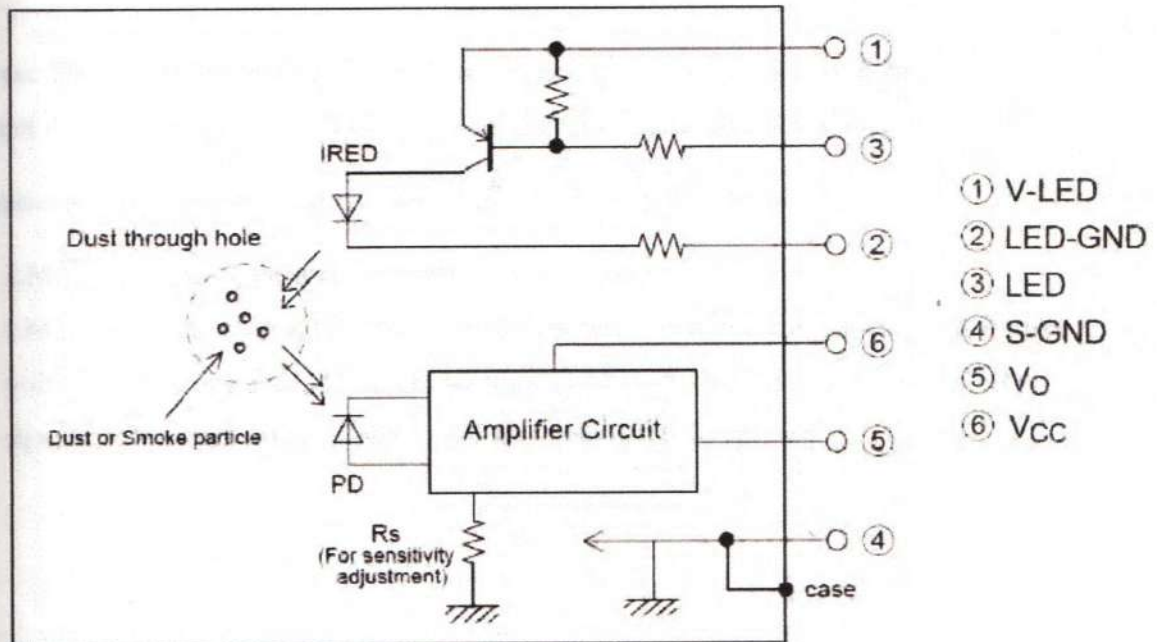 ①
IRED
③
Dust through hole
②
⑥
Amplifier Circuit
⑤
Dust or Smoke particle
PD
Rs
(For sensitivity
adjustment)
④
case
① V-LED
② LED-GND
③ LED
④ S-GND
⑤ VO
⑥ VCC